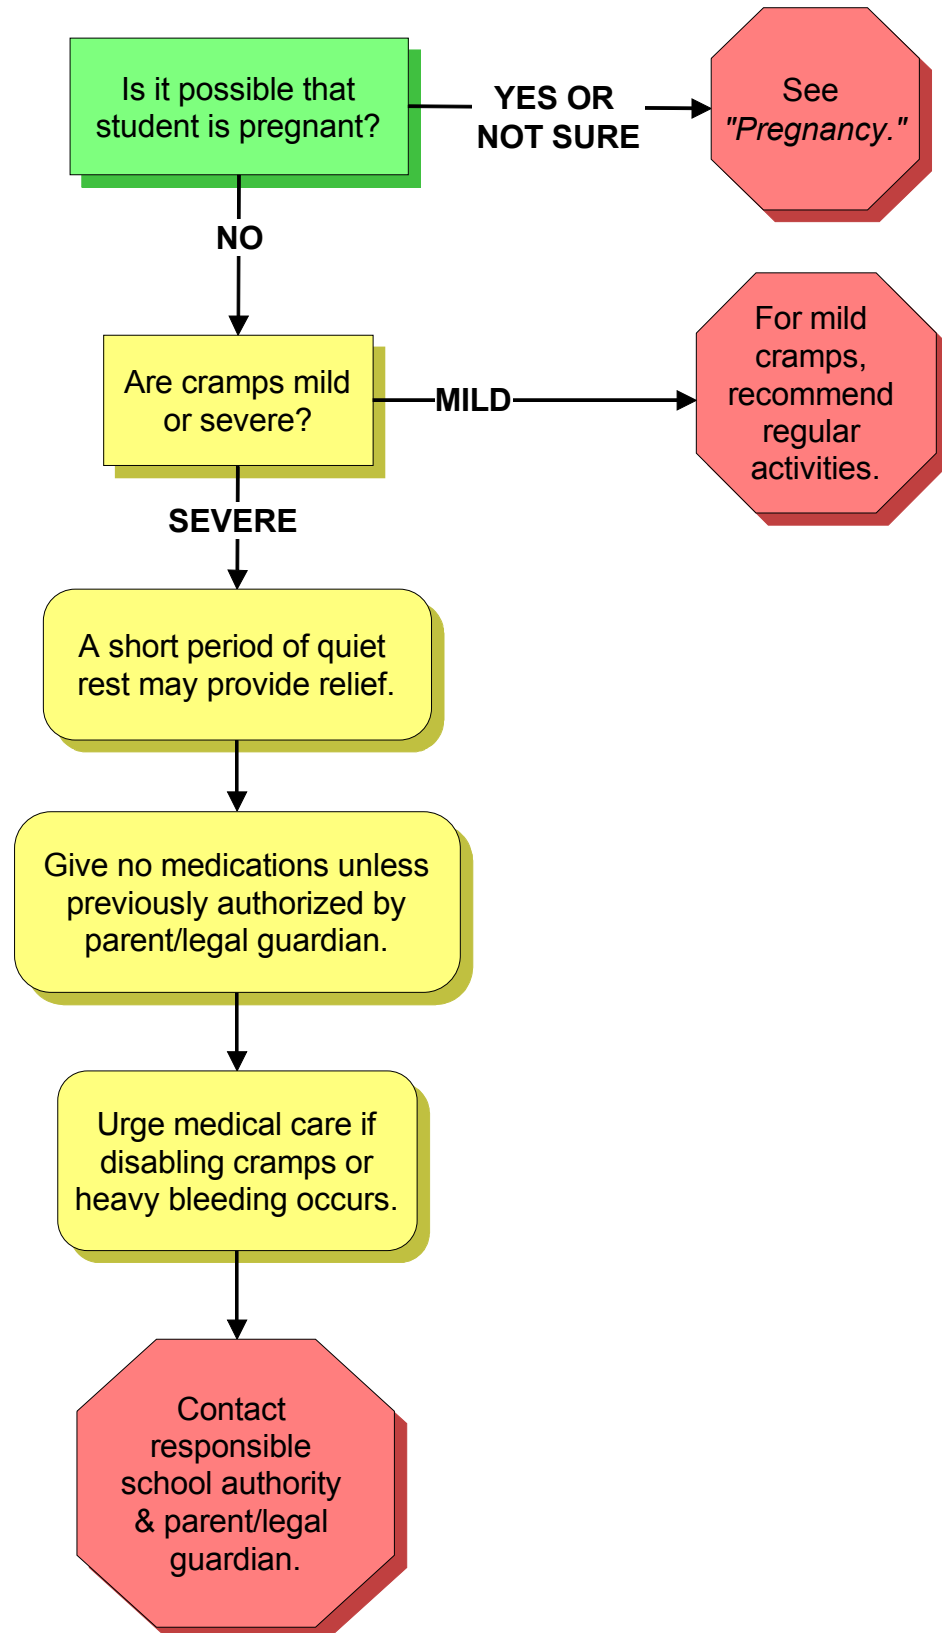 Is it possible that
student is pregnant?
YES OR
NOT SURE
See
"Pregnancy."
NO
Are cramps mild
or severe?
MILD
For mild
cramps,
recommend
regular
activities.
SEVERE
A short period of quiet
rest may provide relief.
Give no medications unless
previously authorized by
parent/legal guardian.
Urge medical care if
disabling cramps or
heavy bleeding occurs.
Contact
responsible
school authority
& parent/legal
guardian.